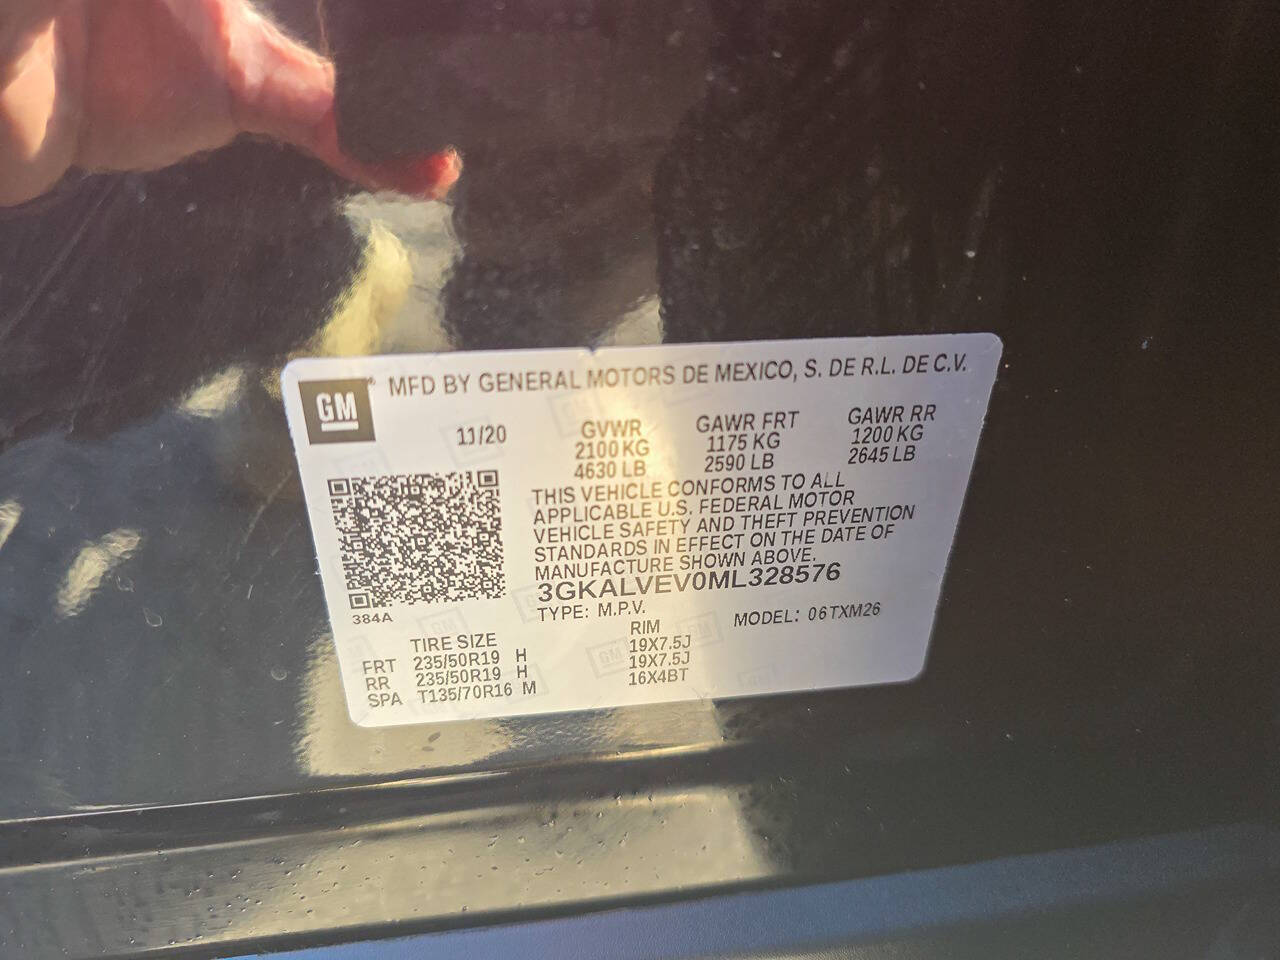 GM® MFD BY GENERAL MOTORS DE MEXICO, S. DE R.L. DE C.V.
11/20
GVWR GAWR FRT GAWR RR
2100 KG 1175 KG 1200 KG
4630 LB 2590 LB 2645 LB
THIS VEHICLE CONFORMS TO ALL
APPLICABLE U.S. FEDERAL MOTOR
VEHICLE SAFETY AND THEFT PREVENTION
STANDARDS IN EFFECT ON THE DATE OF
MANUFACTURE SHOWN ABOVE.
3GKALVEV0ML328576
TYPE: M.P.V. MODEL: 06TXM26
384A
TIRE SIZE RIM
FRT 235/50R19 H 19X7.5J
RR 235/50R19 H 19X7.5J
SPA T135/70R16 M 16X4BT